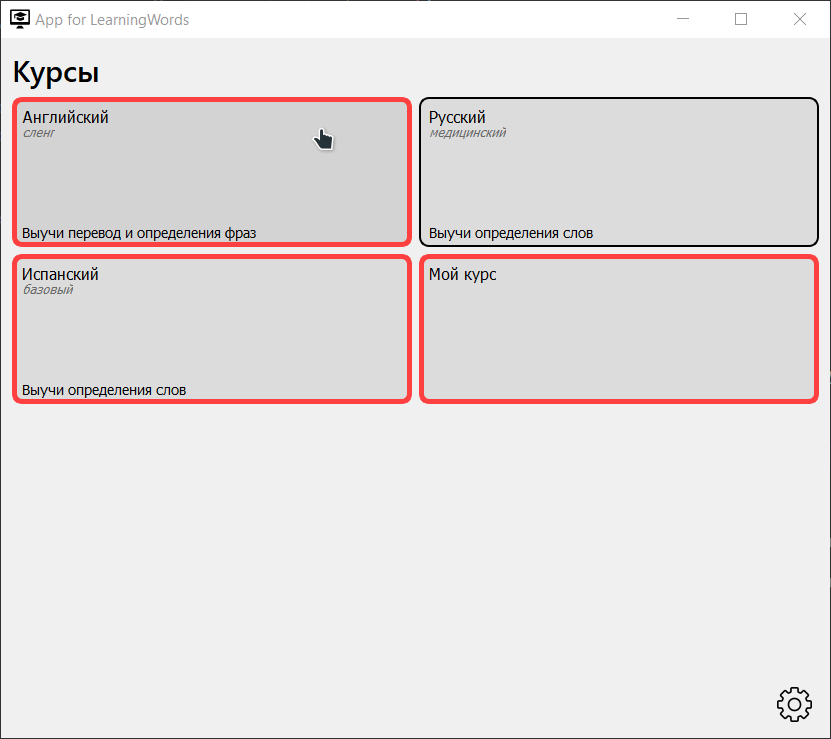 App for LearningWords
Курсы
Английский
сленг
Выучи перевод и определения фраз
Русский
медицинский
Выучи определения слов
Испанский
базовый
Выучи определения слов
Мой курс